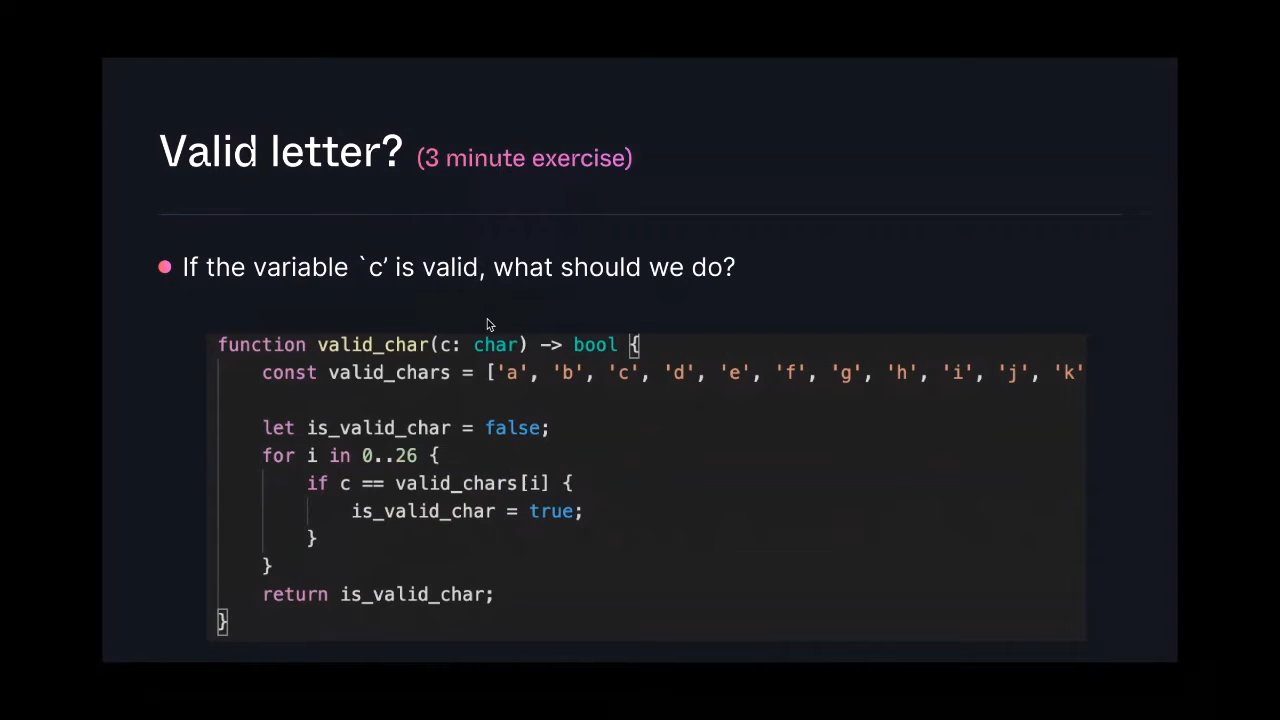 Valid letter? (3 minute exercise)
If the variable `c’ is valid, what should we do?
function valid_char(c: char) -> bool {
const valid_chars = ['a', 'b', 'c', 'd', 'e', 'f', 'g', 'h', 'i', 'j', 'k'
let is_valid_char = false;
for i in 0..26 {
if c == valid_chars[i] {
is_valid_char = true;
}
}
return is_valid_char;
}